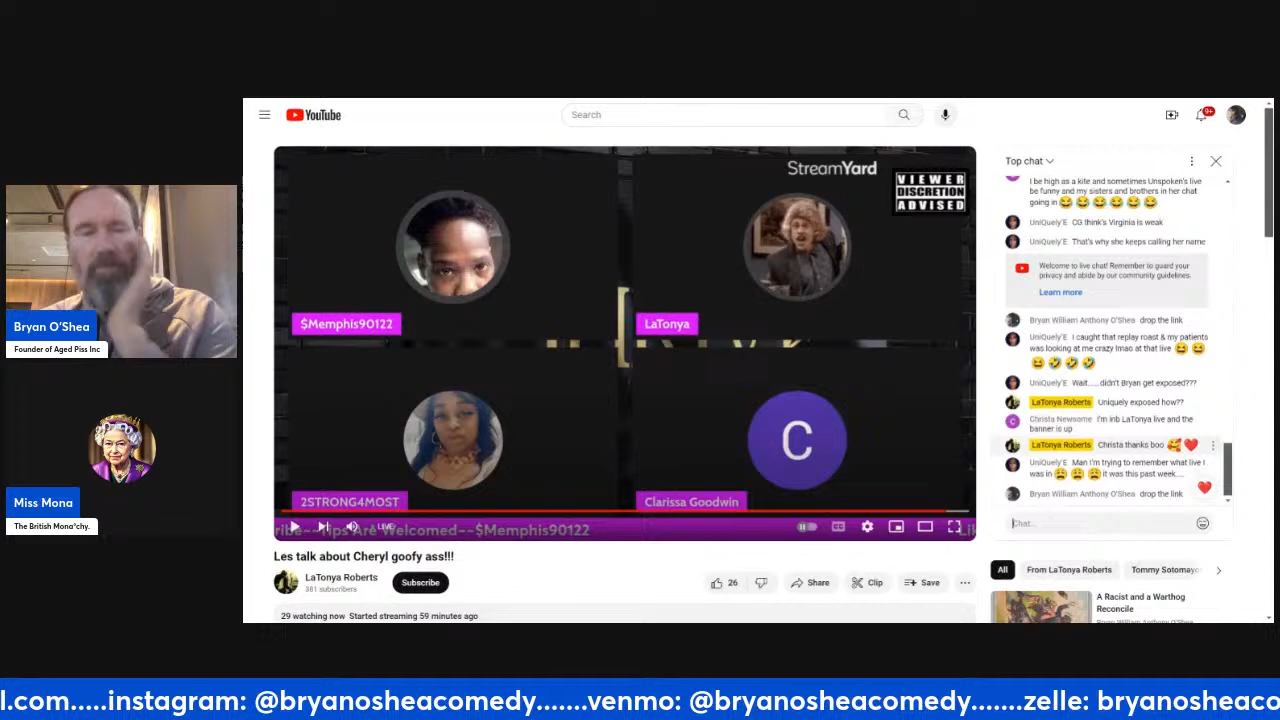 YouTube
Search
9+
StreamYard
VIEWER
DISCRETION
ADVISED
$Memphis90122
LaTonya
2STRONG4MOST
Clarissa Goodwin
C
LIVE
ribe~~Tips Are Welcomed~~$Memphis90122
Lik
Les talk about Cheryl goofy ass!!!
LaTonya Roberts
381 subscribers
Subscribe
26
Share
Clip
Save
29 watching now Started streaming 59 minutes ago
Top chat
I be high as a kite and sometimes Unspoken's live
be funny and my sisters and brothers in her chat
going in😂😂😂😂😂😂
UniQuely'E CG think's Virginia is weak
UniQuely'E That's why she keeps calling her name
Welcome to live chat! Remember to guard your
privacy and abide by our community guidelines.
Learn more
Bryan William Anthony O'Shea drop the link
UniQuely'E I caught that replay roast & my patients
was looking at me crazy lmao at that live 😆😆
😆🤣🤣🤣
UniQuely'E Wait......didn't Bryan get exposed???
LaTonya Roberts Uniquely exposed how??
Christa Newsome I'm inb LaTonya live and the
banner is up
LaTonya Roberts Christa thanks boo 🥰❤️
UniQuely'E Man I'm trying to remember what live I
was in😩😩😩it was this past week.....
Bryan William Anthony O'Shea drop the link
Chat...
All
From LaTonya Roberts
Tommy Sotomayo
A Racist and a Warthog
Reconcile
Bryan William Anthony O'Shea
Bryan O'Shea
Founder of Aged Piss Inc
Miss Mona
The British Mona*chy.
l.com.....instagram: @bryanosheacomedy.......venmo: @bryanosheacomedy.......zelle: bryanosheaco